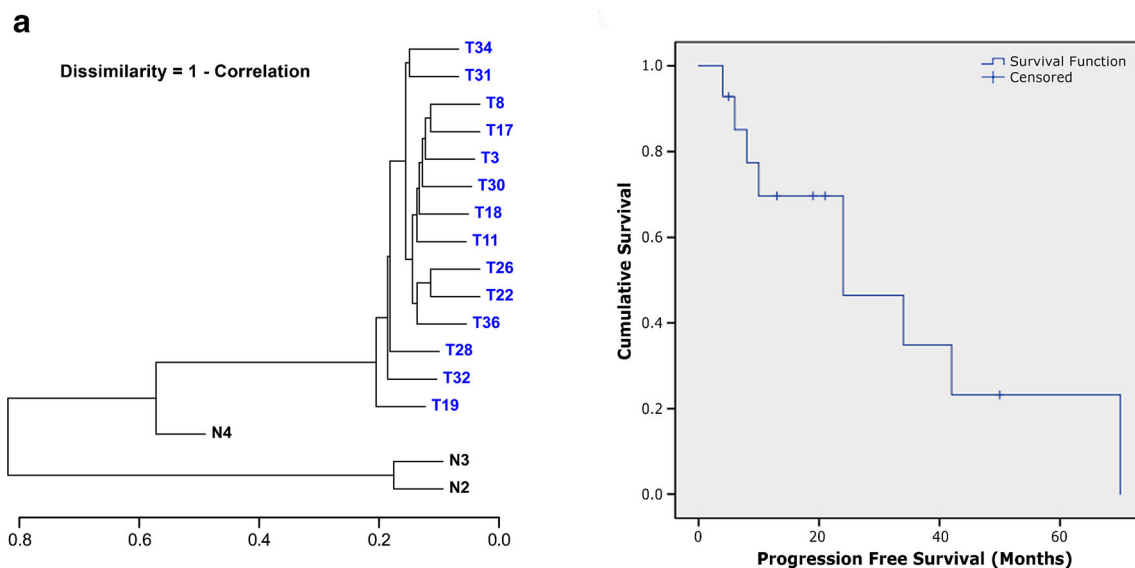 a
Dissimilarity = 1 - Correlation
T34
T31
T8
T17
T3
T30
T18
T11
T26
T22
T36
T28
T32
T19
N4
N3
N2
0.8 0.6 0.4 0.2 0.0
Survival Function
Censored
1.0
0.8
0.6
0.4
0.2
0.0
Cumulative Survival
0 20 40 60
Progression Free Survival (Months)